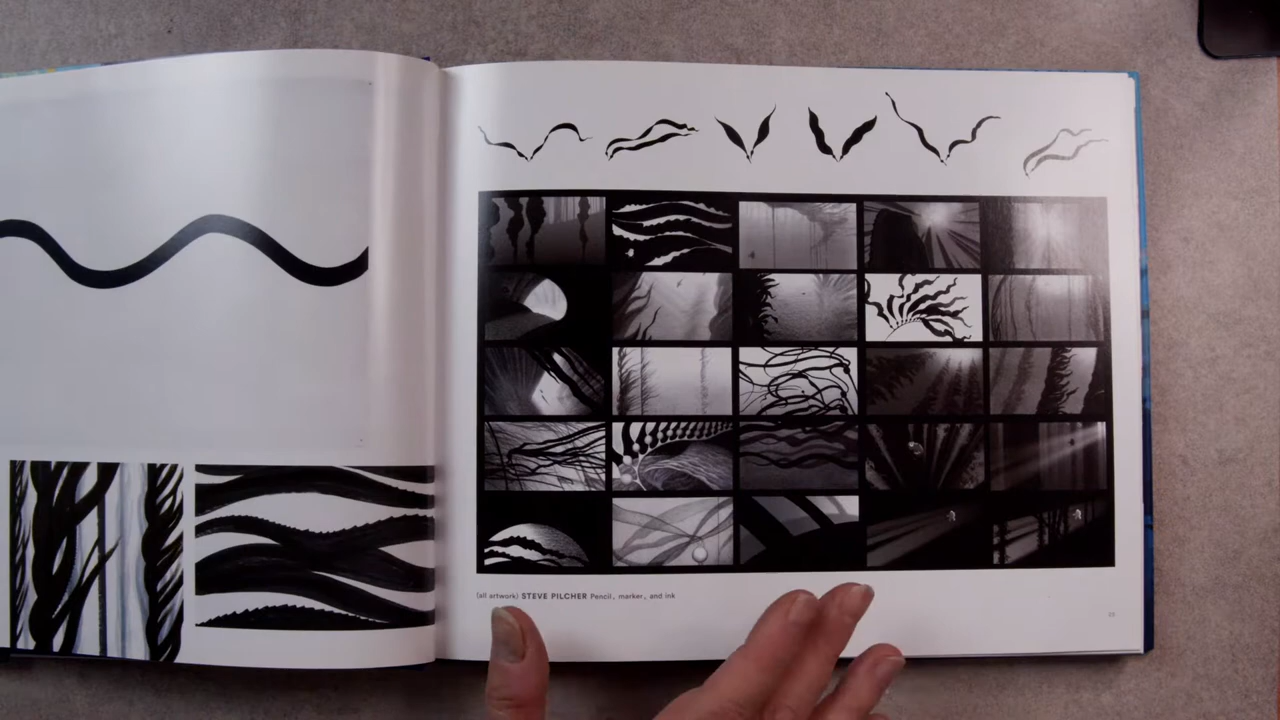 (all artwork) STEVE PILCHER Pencil, marker, and ink